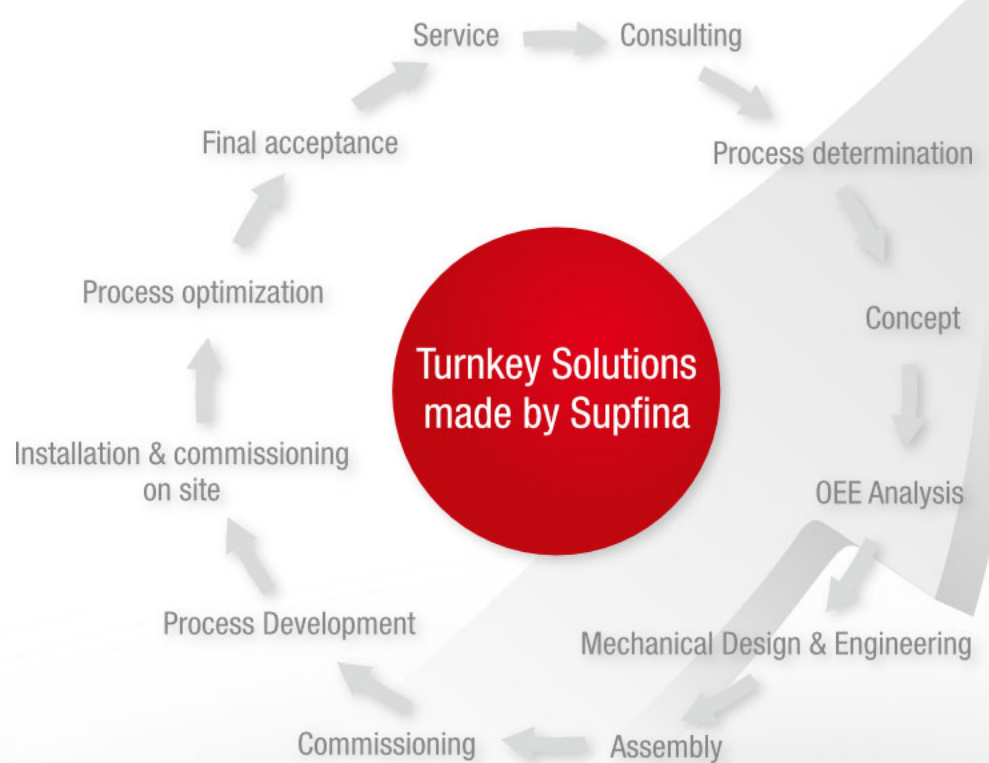 Service
Consulting
Process determination
Concept
OEE Analysis
Mechanical Design & Engineering
Assembly
Commissioning
Process Development
Installation & commissioning
on site
Process optimization
Final acceptance
Turnkey Solutions
made by Supfina